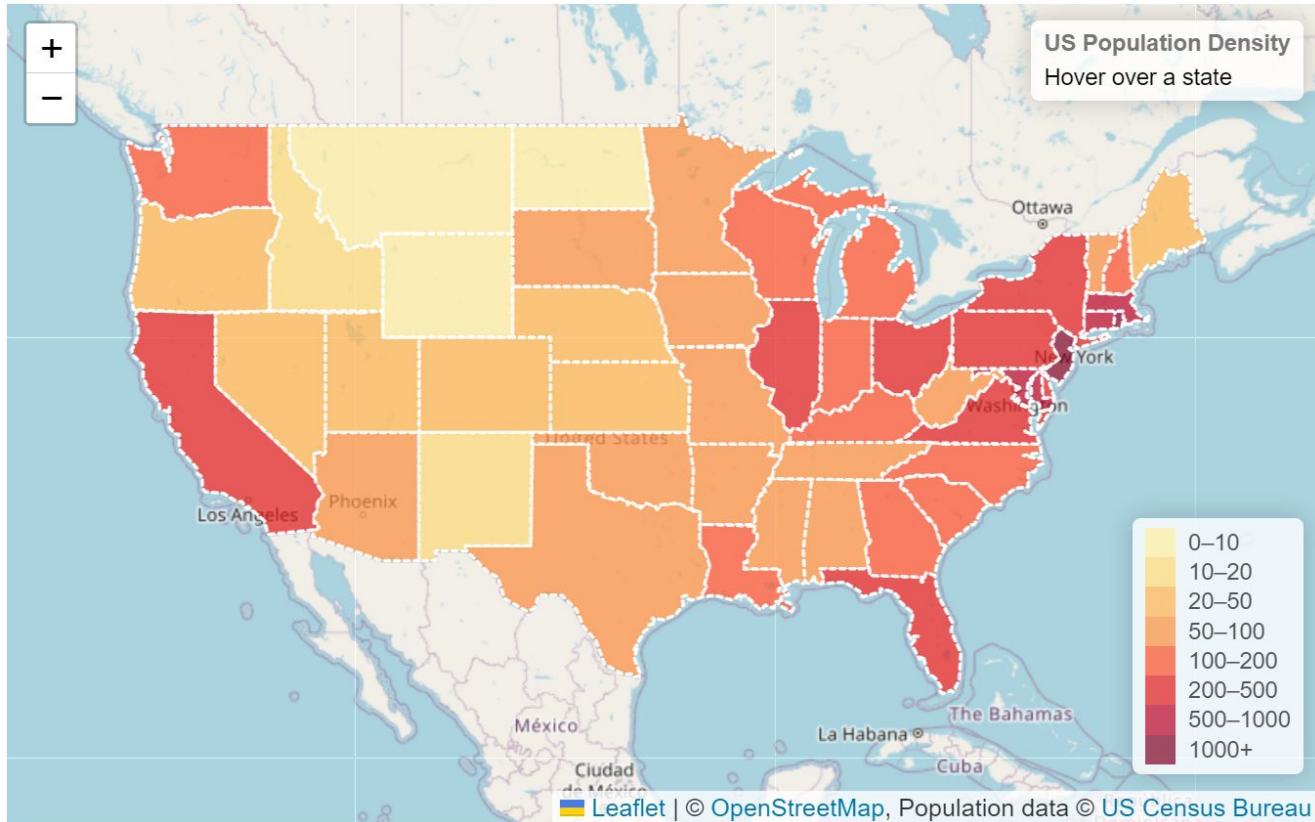 +
−
US Population Density
Hover over a state
Ottawa
New York
Washington
United States
Phoenix
Los Angeles
México
Ciudad
de México
La Habana
The Bahamas
Cuba
0–10
10–20
20–50
50–100
100–200
200–500
500–1000
1000+
Leaflet | © OpenStreetMap, Population data © US Census Bureau